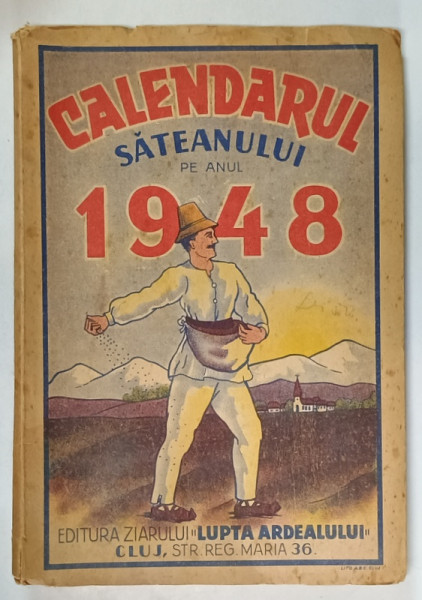 CALENDARUL
SĂTEANULUI
PE ANUL
1948
EDITURA ZIARULUI "LUPTA ARDEALULUI"
CLUJ, STR. REG. MARIA 36.